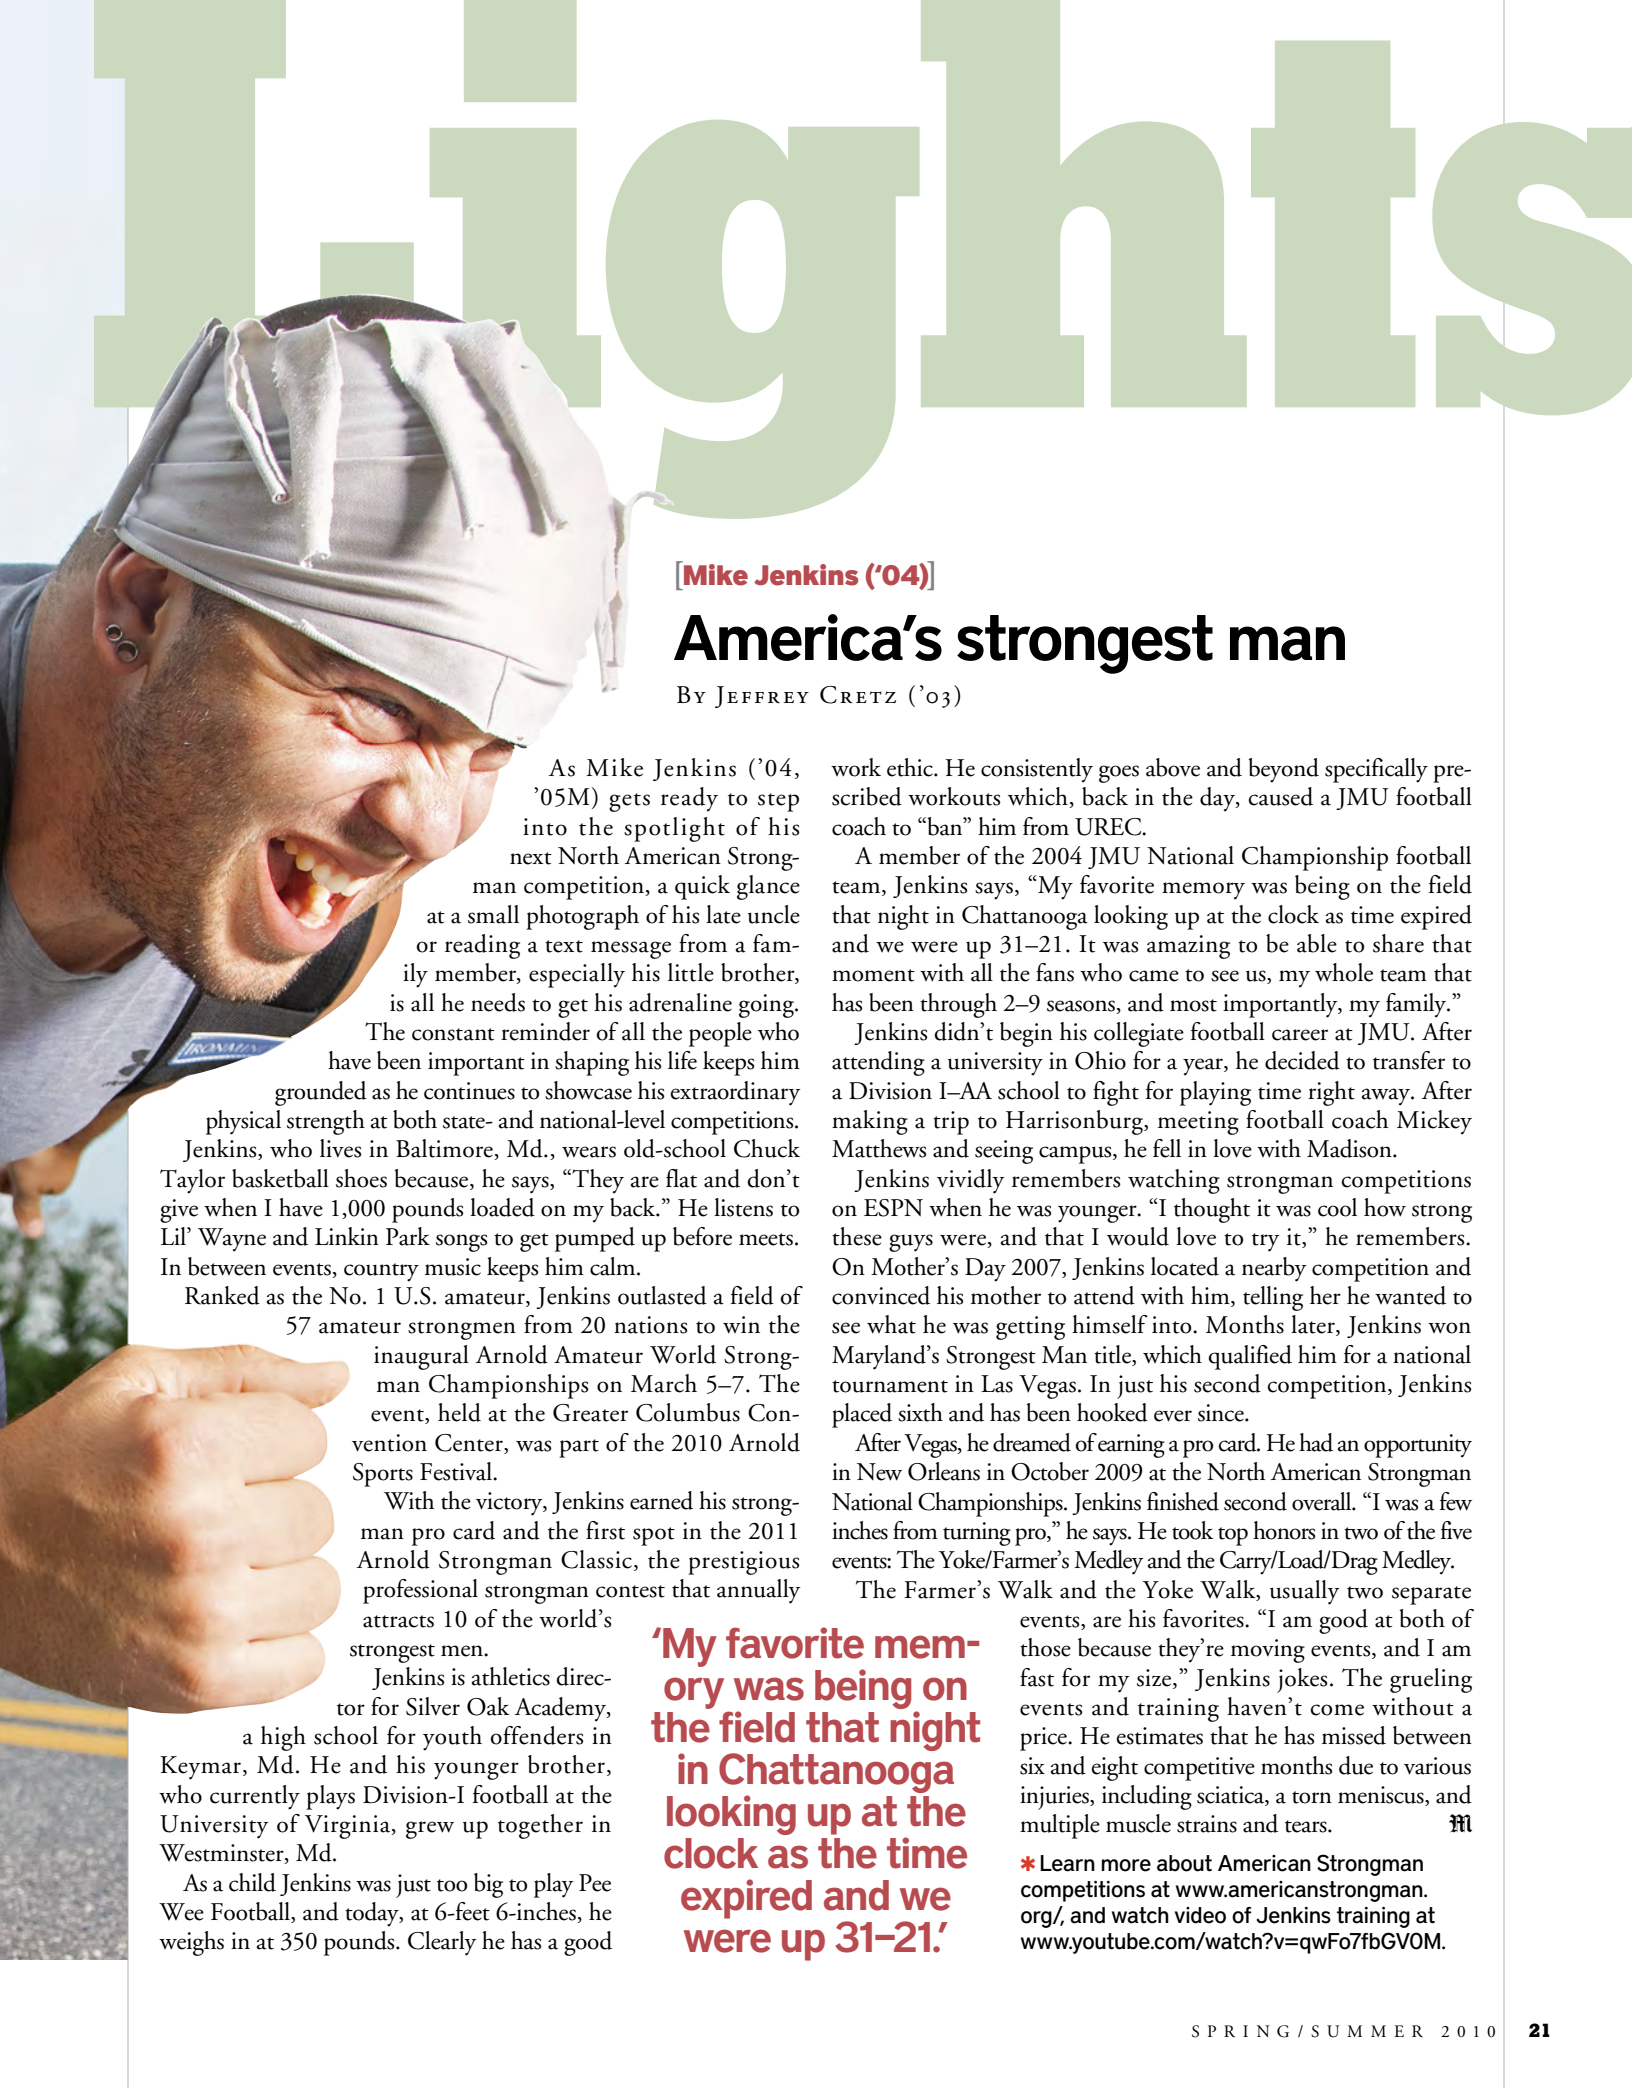 Lights
[Mike Jenkins (‘04)]
America’s strongest man
By Jeffrey Cretz (’03)
As Mike Jenkins (’04,
’05M) gets ready to step
into the spotlight of his
next North American Strong-
man competition, a quick glance
at a small photograph of his late uncle
or reading a text message from a fam-
ily member, especially his little brother,
is all he needs to get his adrenaline going.
The constant reminder of all the people who
have been important in shaping his life keeps him
grounded as he continues to showcase his extraordinary
physical strength at both state- and national-level competitions.
Jenkins, who lives in Baltimore, Md., wears old-school Chuck
Taylor basketball shoes because, he says, “They are flat and don’t
give when I have 1,000 pounds loaded on my back.” He listens to
Lil’ Wayne and Linkin Park songs to get pumped up before meets.
In between events, country music keeps him calm.
Ranked as the No. 1 U.S. amateur, Jenkins outlasted a field of
57 amateur strongmen from 20 nations to win the
inaugural Arnold Amateur World Strong-
man Championships on March 5–7. The
event, held at the Greater Columbus Con-
vention Center, was part of the 2010 Arnold
Sports Festival.
With the victory, Jenkins earned his strong-
man pro card and the first spot in the 2011
Arnold Strongman Classic, the prestigious
professional strongman contest that annually
attracts 10 of the world’s
strongest men.
Jenkins is athletics direc-
tor for Silver Oak Academy,
a high school for youth offenders in
Keymar, Md. He and his younger brother,
who currently plays Division-I football at the
University of Virginia, grew up together in
Westminster, Md.
As a child Jenkins was just too big to play Pee
Wee Football, and today, at 6-feet 6-inches, he
weighs in at 350 pounds. Clearly he has a good
work ethic. He consistently goes above and beyond specifically pre-
scribed workouts which, back in the day, caused a JMU football
coach to “ban” him from UREC.
A member of the 2004 JMU National Championship football
team, Jenkins says, “My favorite memory was being on the field
that night in Chattanooga looking up at the clock as time expired
and we were up 31–21. It was amazing to be able to share that
moment with all the fans who came to see us, my whole team that
has been through 2–9 seasons, and most importantly, my family.”
Jenkins didn’t begin his collegiate football career at JMU. After
attending a university in Ohio for a year, he decided to transfer to
a Division I–AA school to fight for playing time right away. After
making a trip to Harrisonburg, meeting football coach Mickey
Matthews and seeing campus, he fell in love with Madison.
Jenkins vividly remembers watching strongman competitions
on ESPN when he was younger. “I thought it was cool how strong
these guys were, and that I would love to try it,” he remembers.
On Mother’s Day 2007, Jenkins located a nearby competition and
convinced his mother to attend with him, telling her he wanted to
see what he was getting himself into. Months later, Jenkins won
Maryland’s Strongest Man title, which qualified him for a national
tournament in Las Vegas. In just his second competition, Jenkins
placed sixth and has been hooked ever since.
After Vegas, he dreamed of earning a pro card. He had an opportunity
in New Orleans in October 2009 at the North American Strongman
National Championships. Jenkins finished second overall. “I was a few
inches from turning pro,” he says. He took top honors in two of the five
events: The Yoke/Farmer’s Medley and the Carry/Load/Drag Medley.
The Farmer’s Walk and the Yoke Walk, usually two separate
events, are his favorites. “I am good at both of
those because they’re moving events, and I am
fast for my size,” Jenkins jokes. The grueling
events and training haven’t come without a
price. He estimates that he has missed between
six and eight competitive months due to various
injuries, including sciatica, a torn meniscus, and
multiple muscle strains and tears. M
‘My favorite mem-
ory was being on
the field that night
in Chattanooga
looking up at the
clock as the time
expired and we
were up 31–21.’
* Learn more about American Strongman
competitions at www.americanstrongman.
org/, and watch video of Jenkins training at
www.youtube.com/watch?v=qwFo7fbGV0M.
SPRING/SUMMER 2010 21